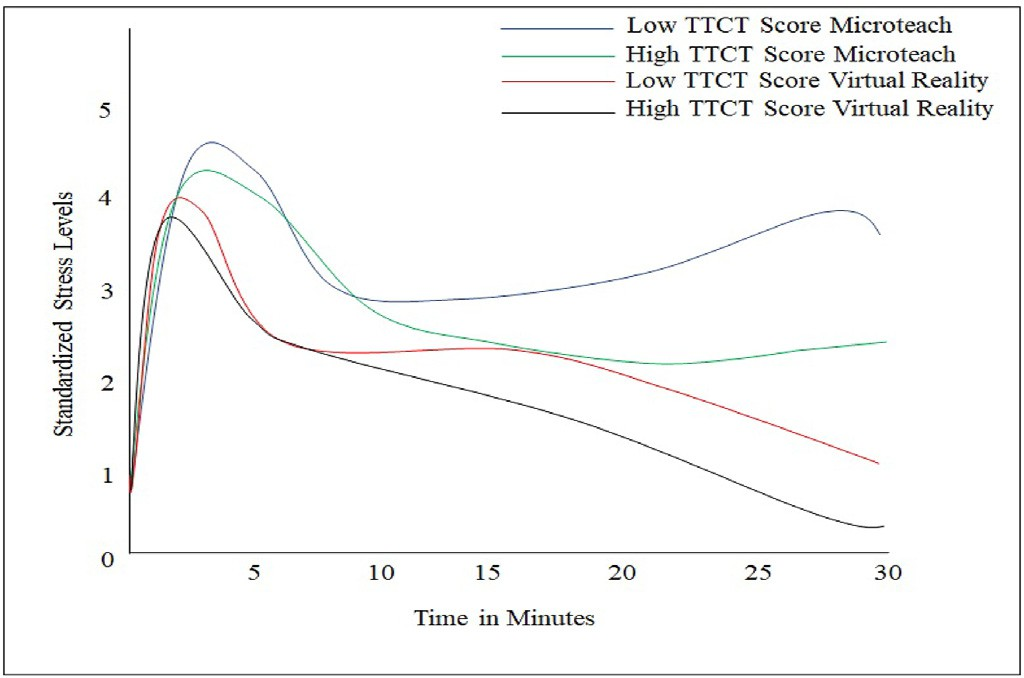 Low TTCT Score Microteach
High TTCT Score Microteach
Low TTCT Score Virtual Reality
High TTCT Score Virtual Reality
Standardized Stress Levels
5
4
3
2
1
0
5 10 15 20 25 30
Time in Minutes